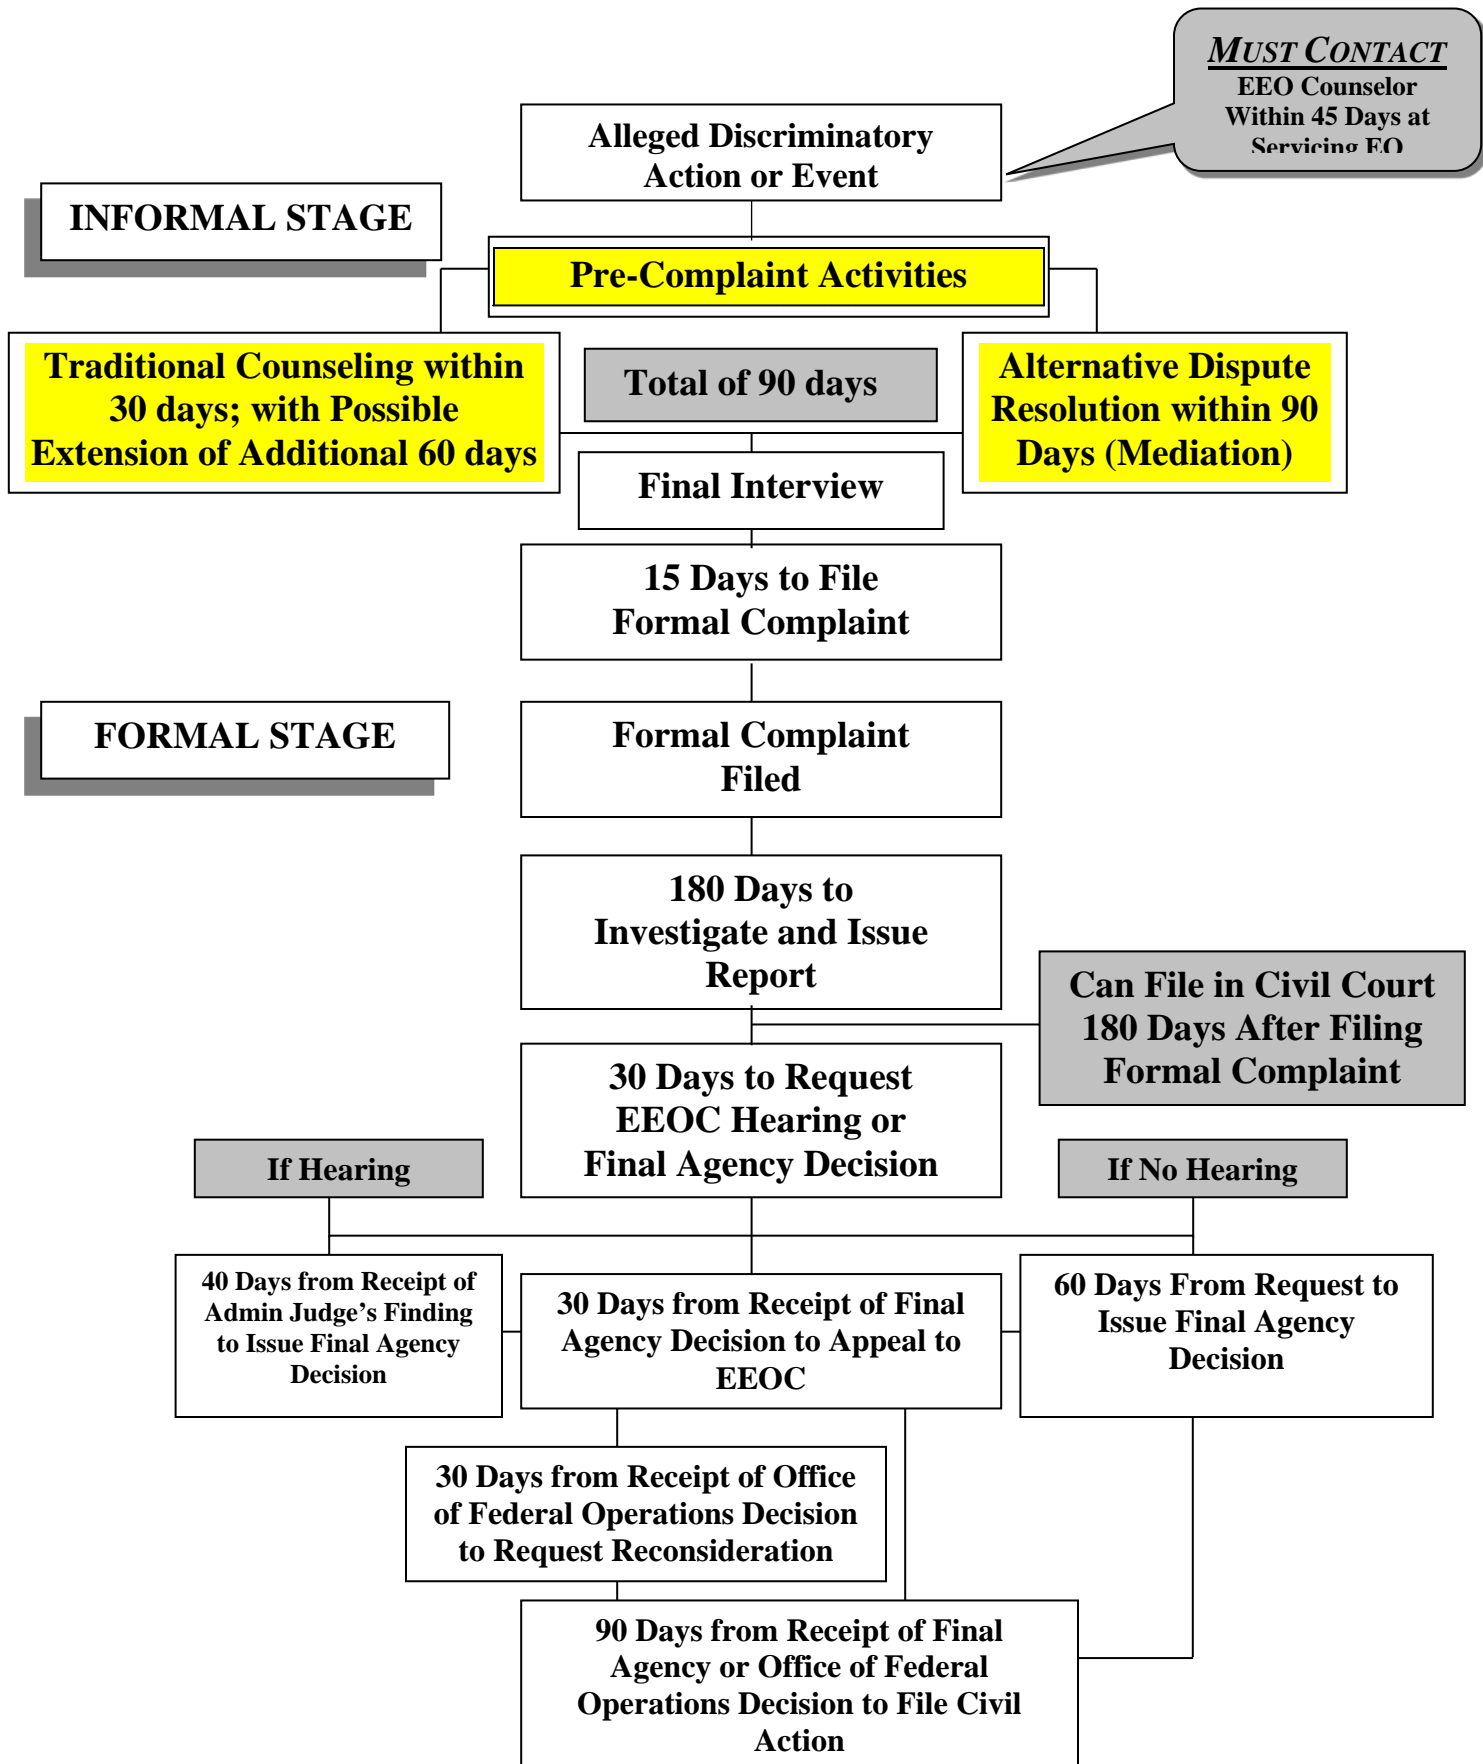 MUST CONTACT
EEO Counselor
Within 45 Days at
Servicing EO
Alleged Discriminatory
Action or Event
INFORMAL STAGE
Pre-Complaint Activities
Traditional Counseling within
30 days; with Possible
Extension of Additional 60 days
Total of 90 days
Alternative Dispute
Resolution within 90
Days (Mediation)
Final Interview
15 Days to File
Formal Complaint
FORMAL STAGE
Formal Complaint
Filed
180 Days to
Investigate and Issue
Report
Can File in Civil Court
180 Days After Filing
Formal Complaint
30 Days to Request
EEOC Hearing or
Final Agency Decision
If Hearing
If No Hearing
40 Days from Receipt of
Admin Judge’s Finding
to Issue Final Agency
Decision
30 Days from Receipt of Final
Agency Decision to Appeal to
EEOC
60 Days From Request to
Issue Final Agency
Decision
30 Days from Receipt of Office
of Federal Operations Decision
to Request Reconsideration
90 Days from Receipt of Final
Agency or Office of Federal
Operations Decision to File Civil
Action